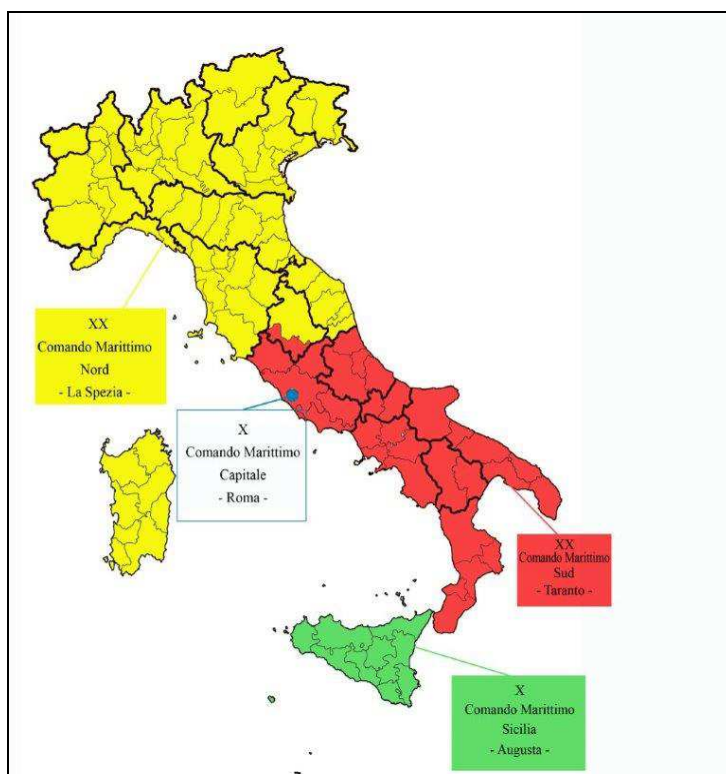 XX
Comando Marittimo
Nord
- La Spezia -
X
Comando Marittimo
Capitale
- Roma -
XX
Comando Marittimo
Sud
- Taranto -
X
Comando Marittimo
Sicilia
- Augusta -